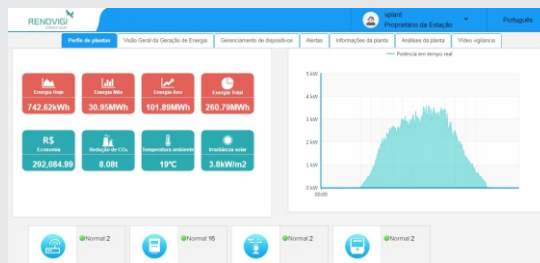 RENOVIGI
vplant
Proprietário da Estação
Português
Perfil de plantas
Visão Geral da Geração de Energia
Gerenciamento de dispositivos
Alertas
Informações da planta
Análises da planta
Vídeo vigilancia
Energia Hoje
742.62kWh
Energia Mês
30.95MWh
Energia Ano
101.89MWh
Energia Total
260.79MWh
R$
Economia
292,084.99
Redução de CO₂
8.08t
Temperatura ambiente
19ºC
Irradiância solar
3.8kW/m2
Potência em tempo real
5 kW
4 kW
3 kW
2 kW
1 kW
0 kW
00:00
Normal:2
Normal:16
Normal:2
Normal:2